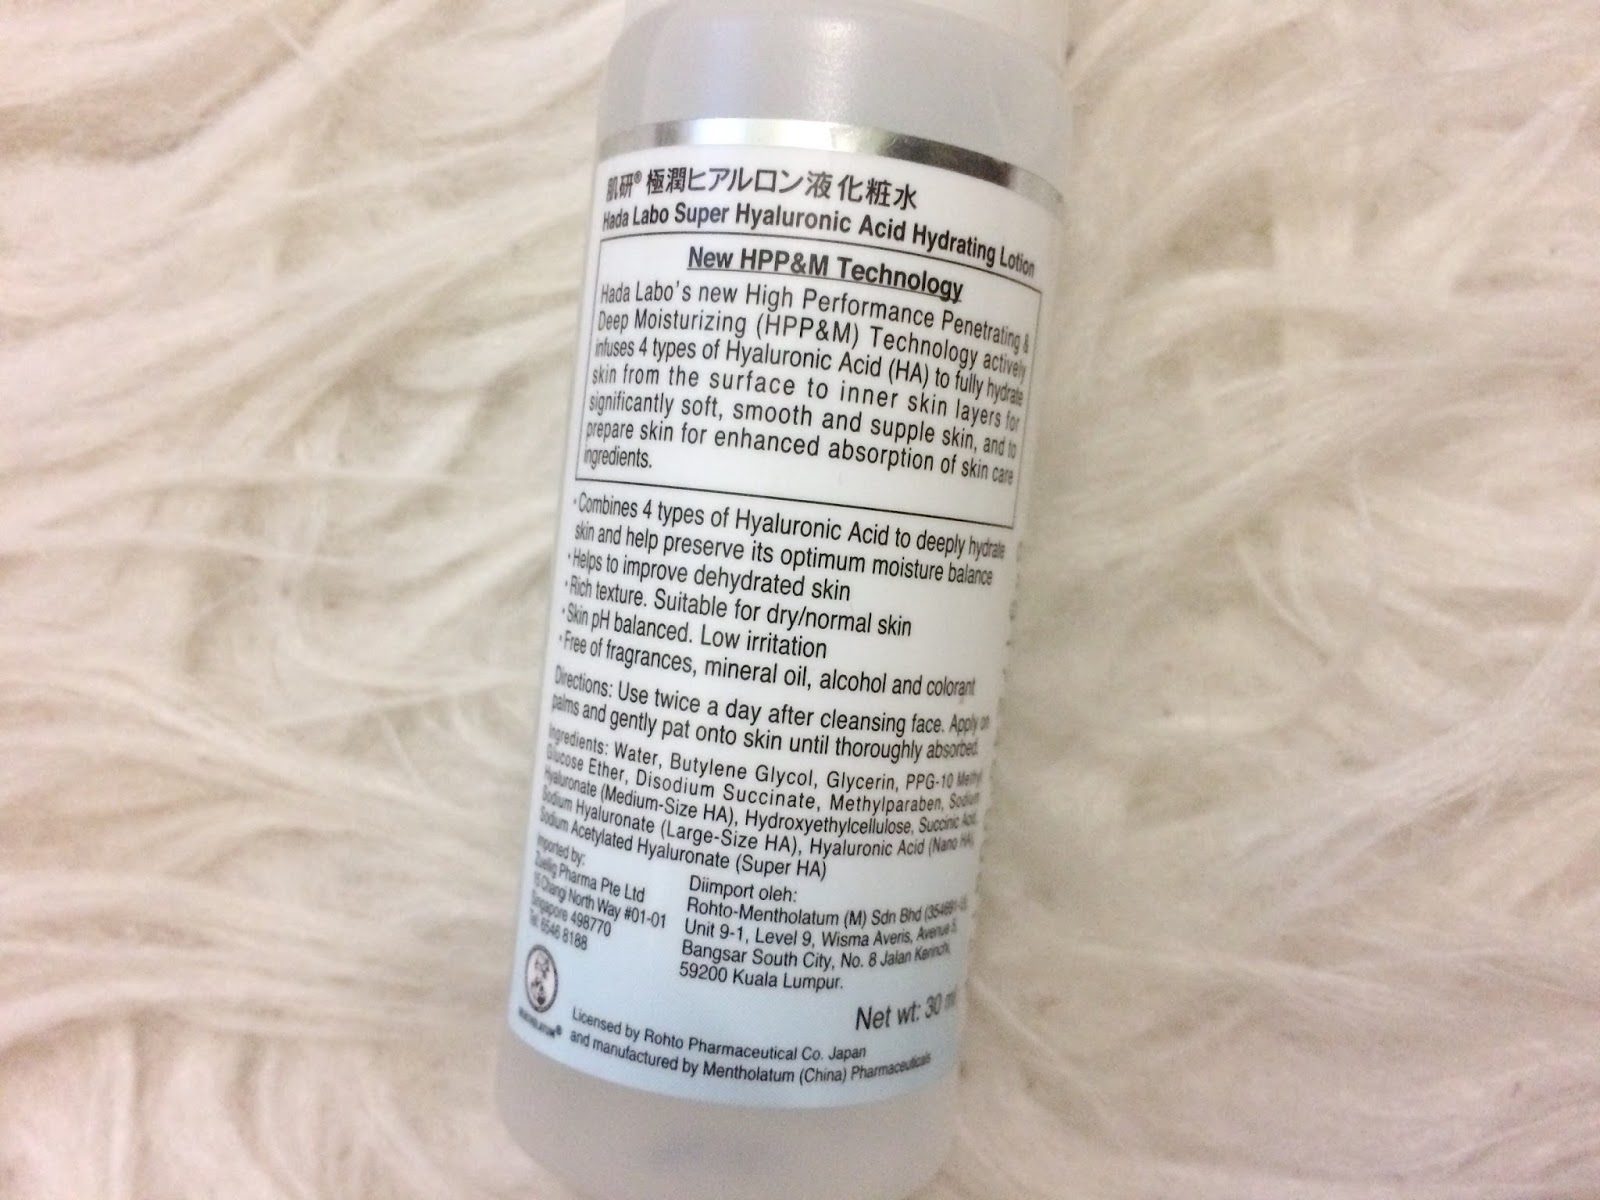 肌研® 極潤ヒアルロン液化粧水
Hada Labo Super Hyaluronic Acid Hydrating Lotion
New HPP&M Technology
Hada Labo's new High Performance Penetrating &
Deep Moisturizing (HPP&M) Technology actively
infuses 4 types of Hyaluronic Acid (HA) to fully hydrate
skin from the surface to inner skin layers for
significantly soft, smooth and supple skin, and to
prepare skin for enhanced absorption of skin care
ingredients.
·Combines 4 types of Hyaluronic Acid to deeply hydrate
skin and help preserve its optimum moisture balance
·Helps to improve dehydrated skin
·Rich texture. Suitable for dry/normal skin
·Skin pH balanced. Low irritation
·Free of fragrances, mineral oil, alcohol and colorant
Directions: Use twice a day after cleansing face. Apply on
palms and gently pat onto skin until thoroughly absorbed.
Ingredients: Water, Butylene Glycol, Glycerin, PPG-10 Methyl
Glucose Ether, Disodium Succinate, Methylparaben, Sodium
Hyaluronate (Medium-Size HA), Hydroxyethylcellulose, Succinic Acid,
Sodium Hyaluronate (Large-Size HA), Hyaluronic Acid (Nano HA),
Sodium Acetylated Hyaluronate (Super HA)
Imported by:
Zuellig Pharma Pte Ltd
15 Changi North Way #01-01
Singapore 498770
Tel: 6546 8188
Diimport oleh:
Rohto-Mentholatum (M) Sdn Bhd
Unit 9-1, Level 9, Wisma Averis, Avenue 5,
Bangsar South City, No. 8 Jalan Kerinchi,
59200 Kuala Lumpur.
Net wt: 30 ml
MENTHOLATUM®
Licensed by Rohto Pharmaceutical Co. Japan
and manufactured by Mentholatum (China) Pharmaceuticals